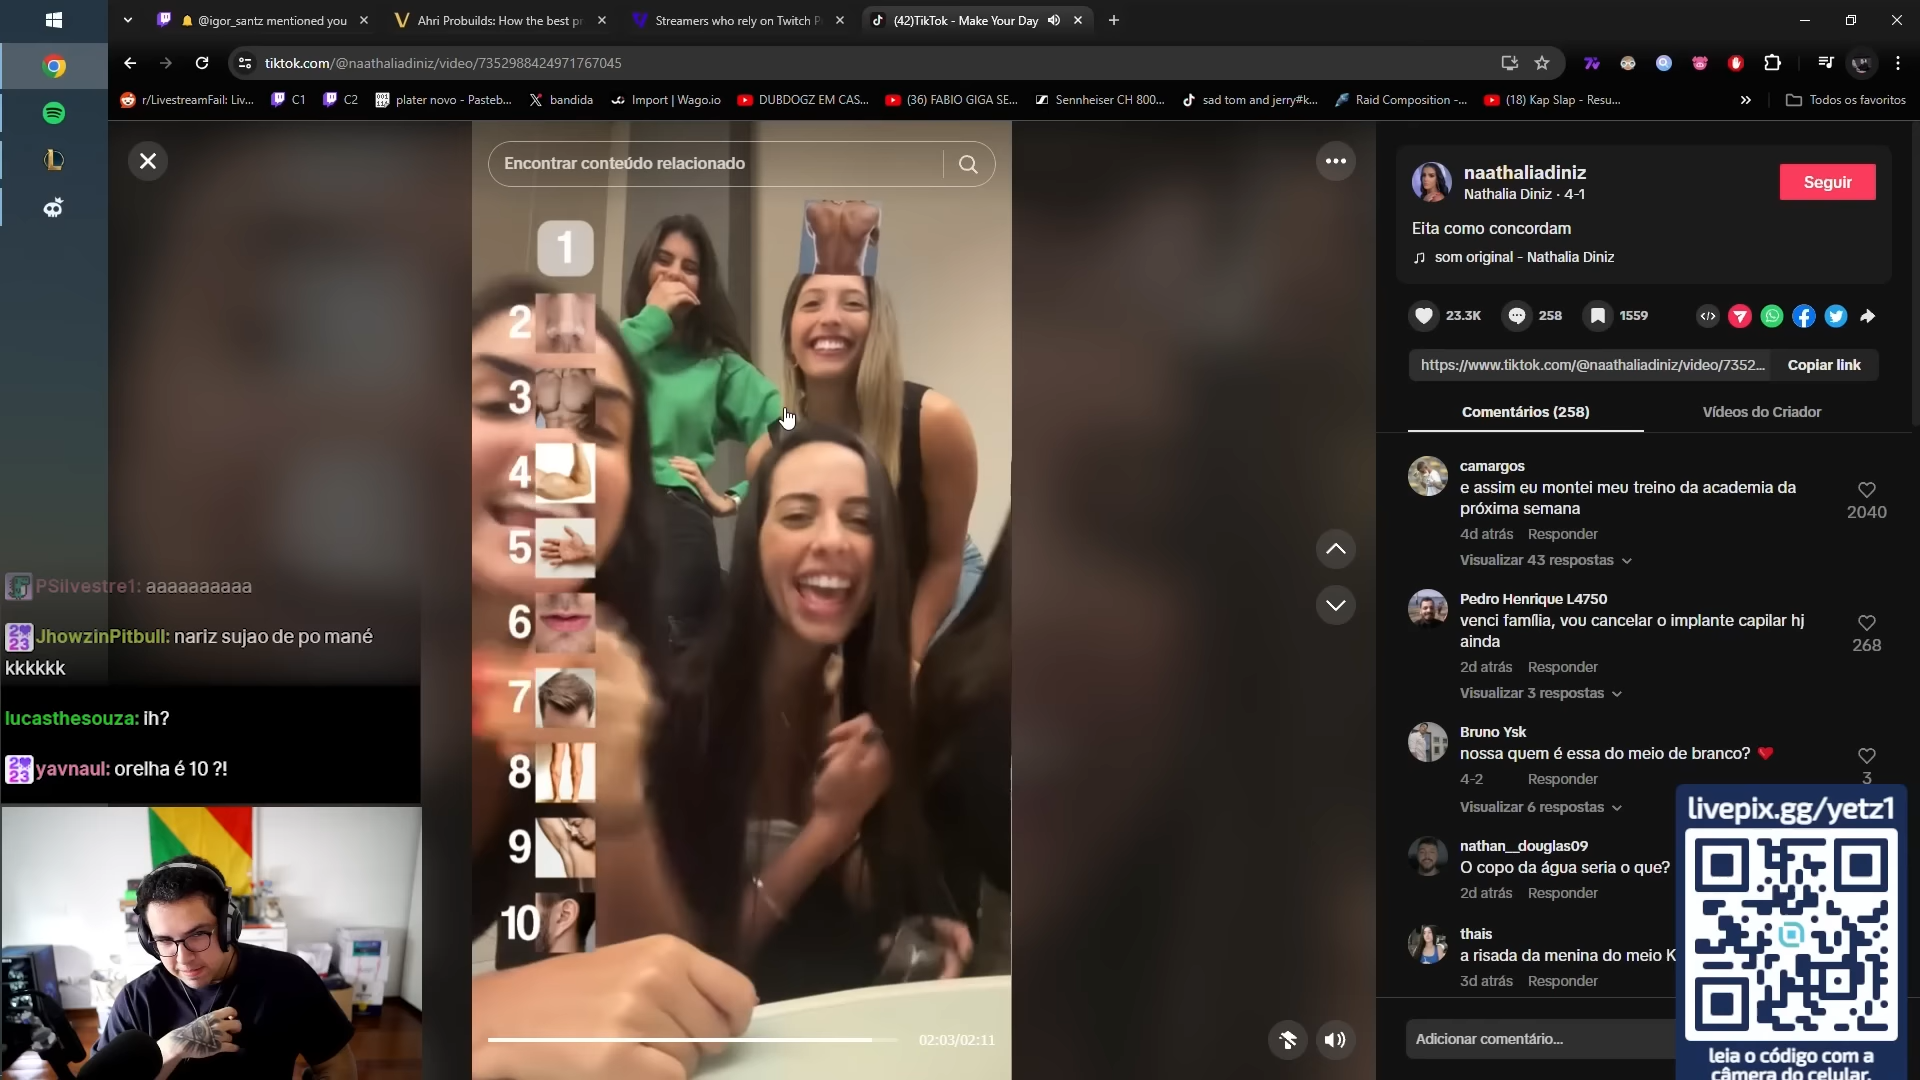 @igor_santz mentioned you
Ahri Probuilds: How the best p
Streamers who rely on Twitch P
(42)TikTok - Make Your Day
tiktok.com/@naathaliadiniz/video/7352988424971767045
r/LivestreamFail: Liv...
C1
C2
plater novo - Pasteb...
bandida
Import | Wago.io
DUBDOGZ EM CAS...
(36) FABIO GIGA SE...
Sennheiser CH 800...
sad tom and jerry#k...
Raid Composition -...
(18) Kap Slap - Resu...
Todos os favoritos
Encontrar conteúdo relacionado
1
2
3
4
5
6
7
8
9
10
02:03/02:11
PSilvestre1: aaaaaaaaaa
JhowzinPitbull: nariz sujao de po mané
kkkkkk
lucasthesouza: ih?
yavnaul: orelha é 10 ?!
naathaliadiniz
Nathalia Diniz · 4-1
Seguir
Eita como concordam
som original - Nathalia Diniz
23.3K
258
1559
https://www.tiktok.com/@naathaliadiniz/video/7352...
Copiar link
Comentários (258)
Vídeos do Criador
camargos
e assim eu montei meu treino da academia da
próxima semana
2040
4d atrás Responder
Visualizar 43 respostas
Pedro Henrique L4750
venci família, vou cancelar o implante capilar hj
ainda
268
2d atrás Responder
Visualizar 3 respostas
Bruno Ysk
nossa quem é essa do meio de branco? ❤️
3
4-2 Responder
Visualizar 6 respostas
nathan__douglas09
O copo da água seria o que?
2d atrás Responder
thais
a risada da menina do meio K
3d atrás Responder
Adicionar comentário...
livepix.gg/yetz1
leia o código com a
câmera do celular.